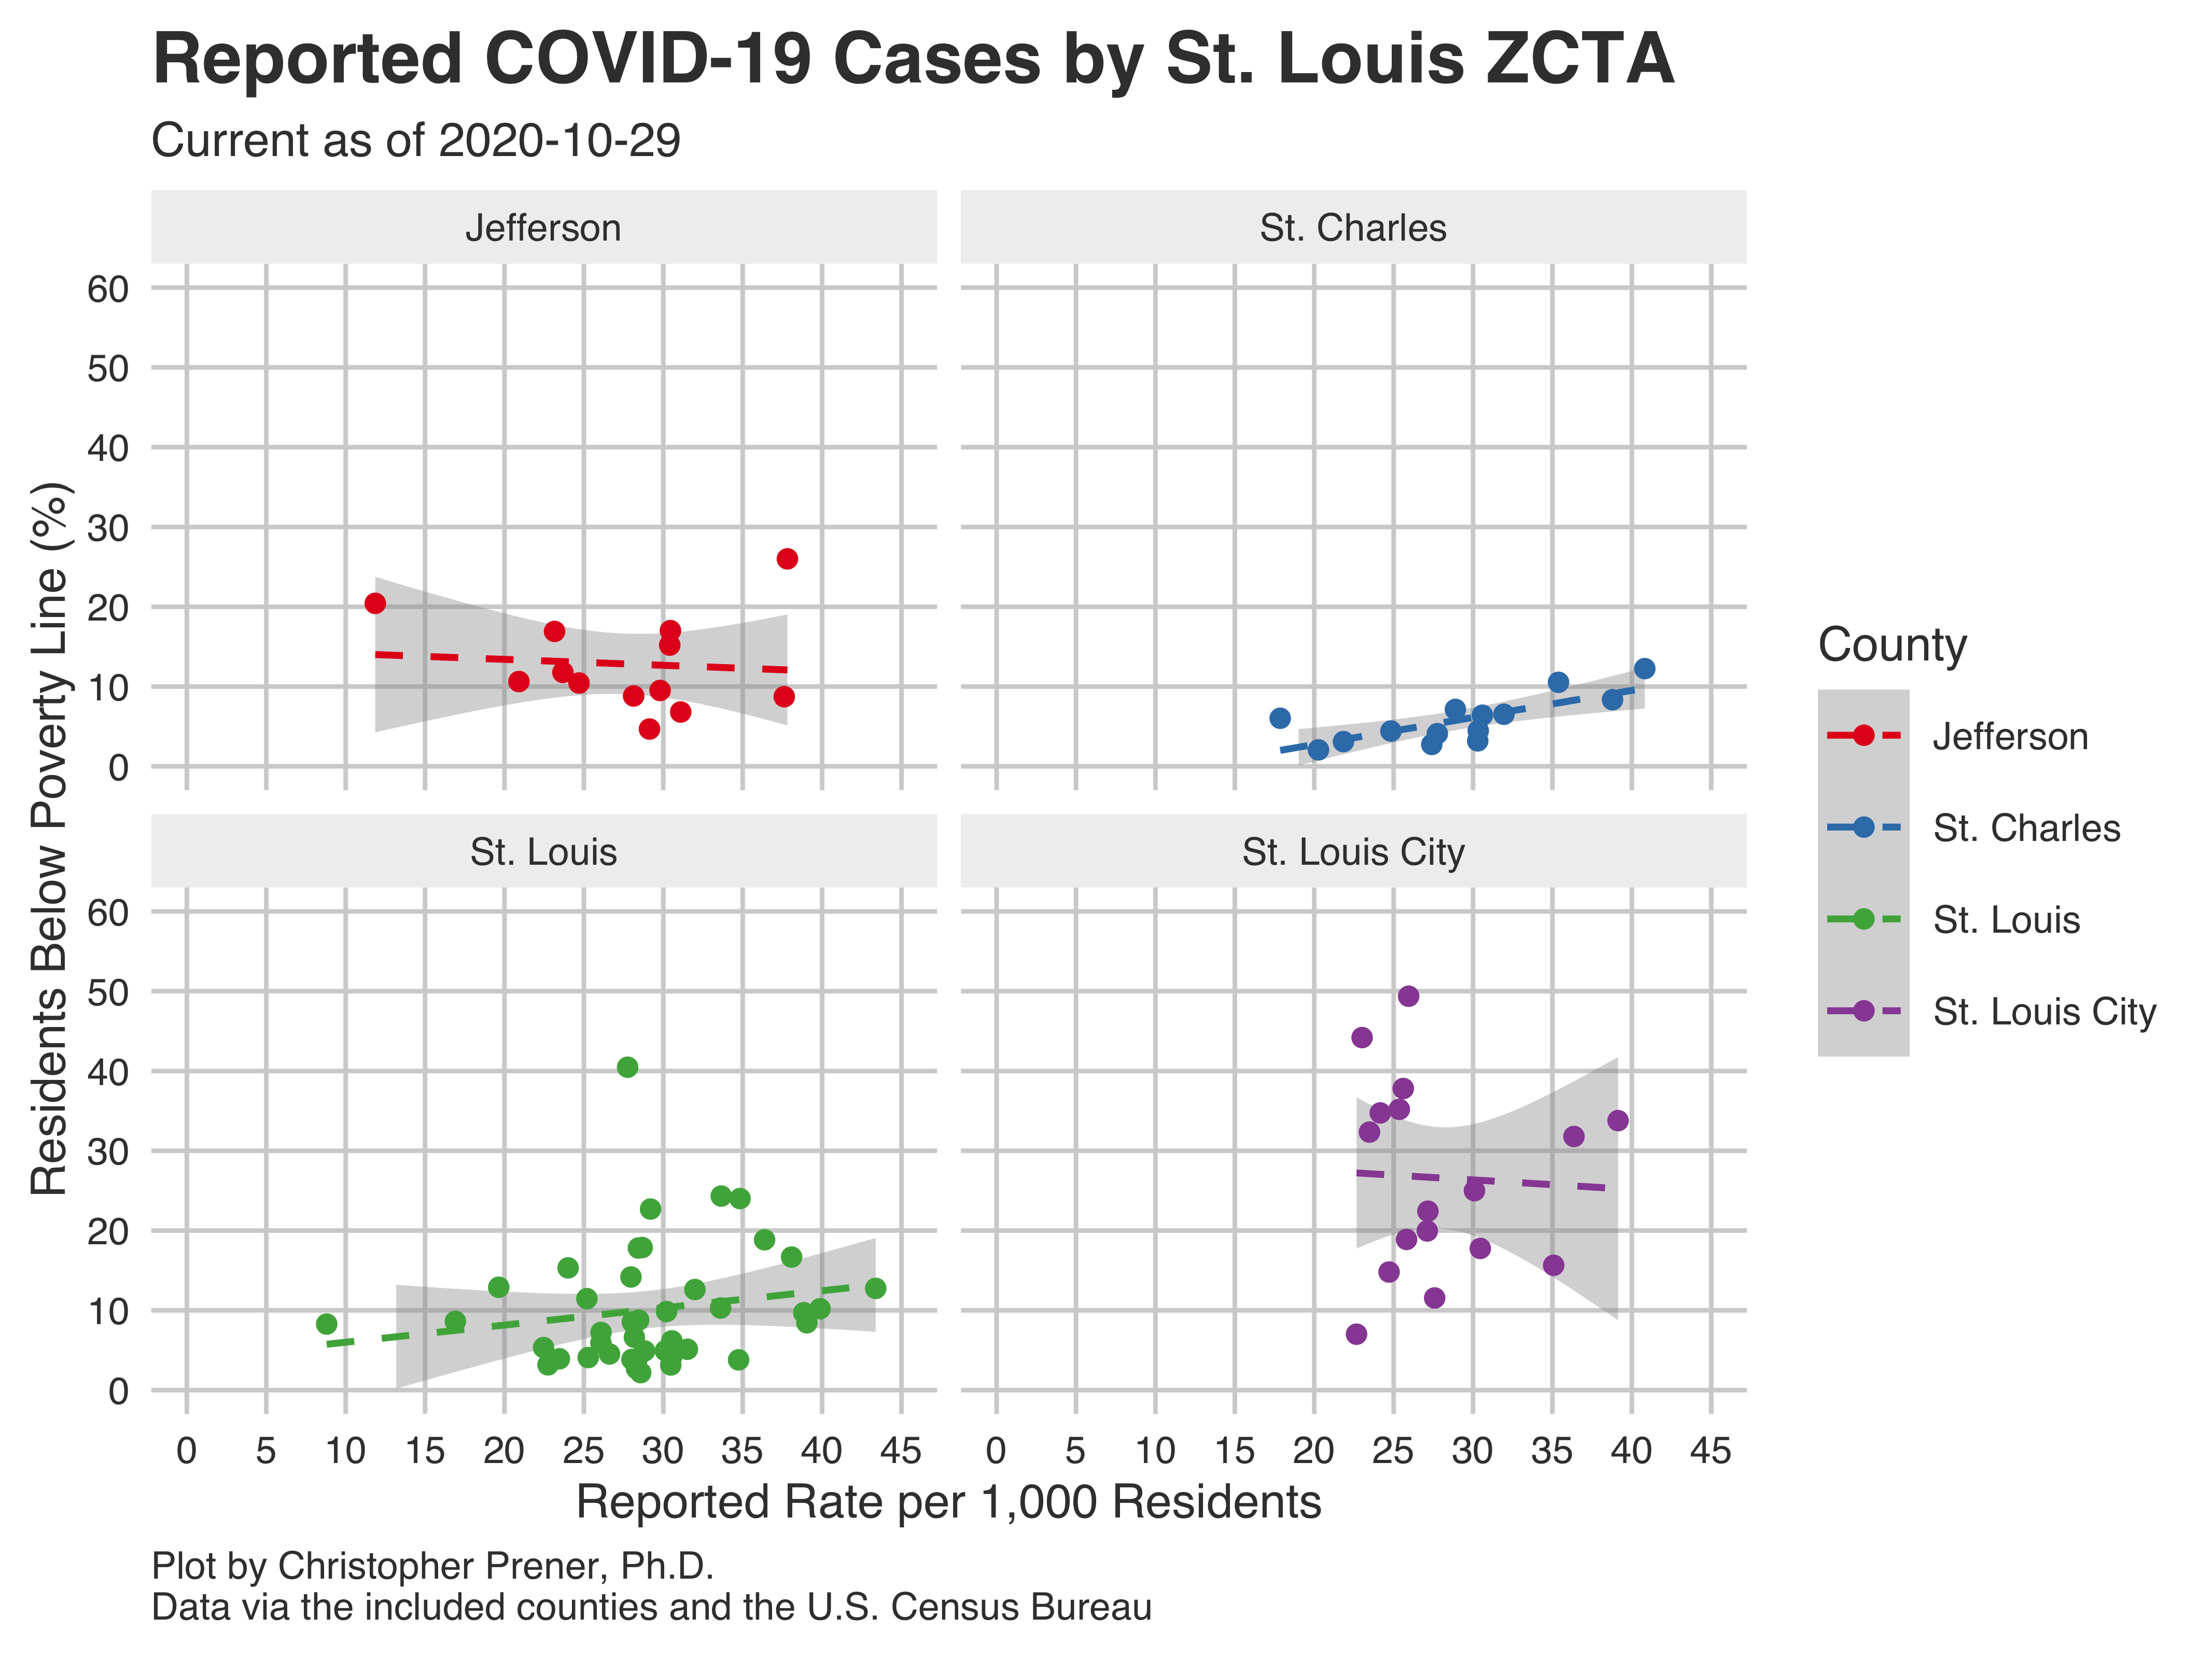 Reported COVID-19 Cases by St. Louis ZCTA
Current as of 2020-10-29
Jefferson
St. Charles
60
50
40
30
20
10
0
St. Louis
St. Louis City
60
50
40
30
20
10
0
0 5 10 15 20 25 30 35 40 45
0 5 10 15 20 25 30 35 40 45
Residents Below Poverty Line (%)
Reported Rate per 1,000 Residents
County
Jefferson
St. Charles
St. Louis
St. Louis City
Plot by Christopher Prener, Ph.D.
Data via the included counties and the U.S. Census Bureau